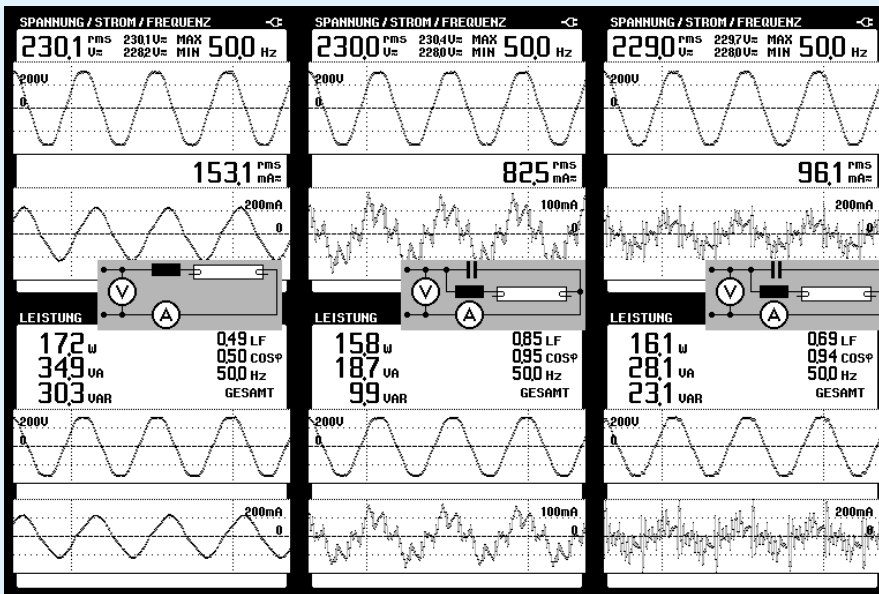 SPANNUNG / STROM / FREQUENZ
230,1 rms V≂ 230,1V≂ MAX 50,0 Hz
228,2V≂ MIN
200V
0
153,1 rms mA≂
200mA
0
V
A
LEISTUNG
17,2 W 0,49 LF
34,9 VA 0,50 COSφ
30,3 VAR 50,0 Hz
GESAMT
200V
0
200mA
0
SPANNUNG / STROM / FREQUENZ
230,0 rms V≂ 230,4V≂ MAX 50,0 Hz
228,0V≂ MIN
200V
0
82,5 rms mA≂
100mA
0
V
A
LEISTUNG
15,8 W 0,85 LF
18,7 VA 0,95 COSφ
9,9 VAR 50,0 Hz
GESAMT
200V
0
100mA
0
SPANNUNG / STROM / FREQUENZ
229,0 rms V≂ 229,7V≂ MAX 50,0 Hz
228,0V≂ MIN
200V
0
96,1 rms mA≂
200mA
0
V
A
LEISTUNG
16,1 W 0,69 LF
28,1 VA 0,94 COSφ
23,1 VAR 50,0 Hz
GESAMT
200V
0
200mA
0